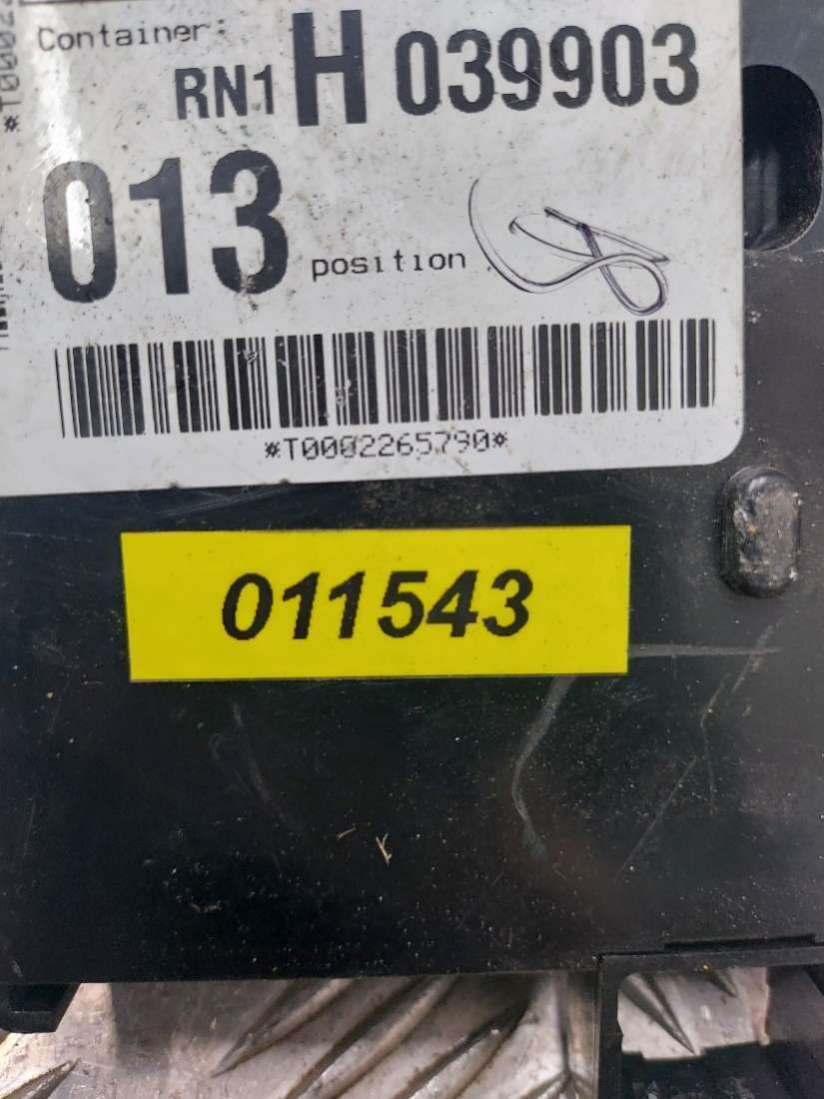 Container:
RN1 H 039903
013 position
*T0002265790*
011543